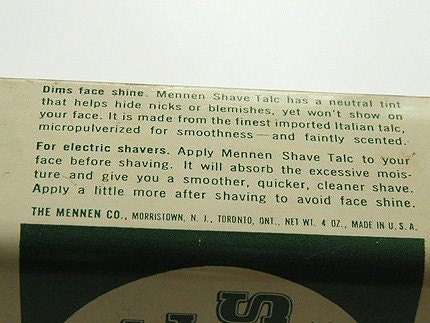 Dims face shine. Mennen Shave Talc has a neutral tint
that helps hide nicks or blemishes, yet won't show on
your face. It is made from the finest imported Italian talc,
micropulverized for smoothness — and faintly scented.
For electric shavers. Apply Mennen Shave Talc to your
face before shaving. It will absorb the excessive mois-
ture and give you a smoother, quicker, cleaner shave.
Apply a little more after shaving to avoid face shine.
THE MENNEN CO., MORRISTOWN, N. J., TORONTO, ONT., NET WT. 4 OZ., MADE IN U.S.A.